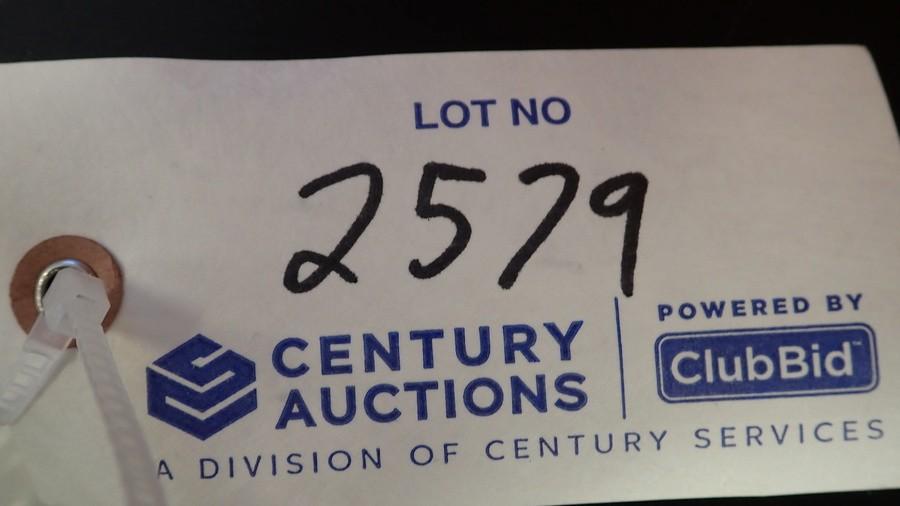 LOT NO
2579
CENTURY
AUCTIONS
A DIVISION OF CENTURY SERVICES
POWERED BY
ClubBid™